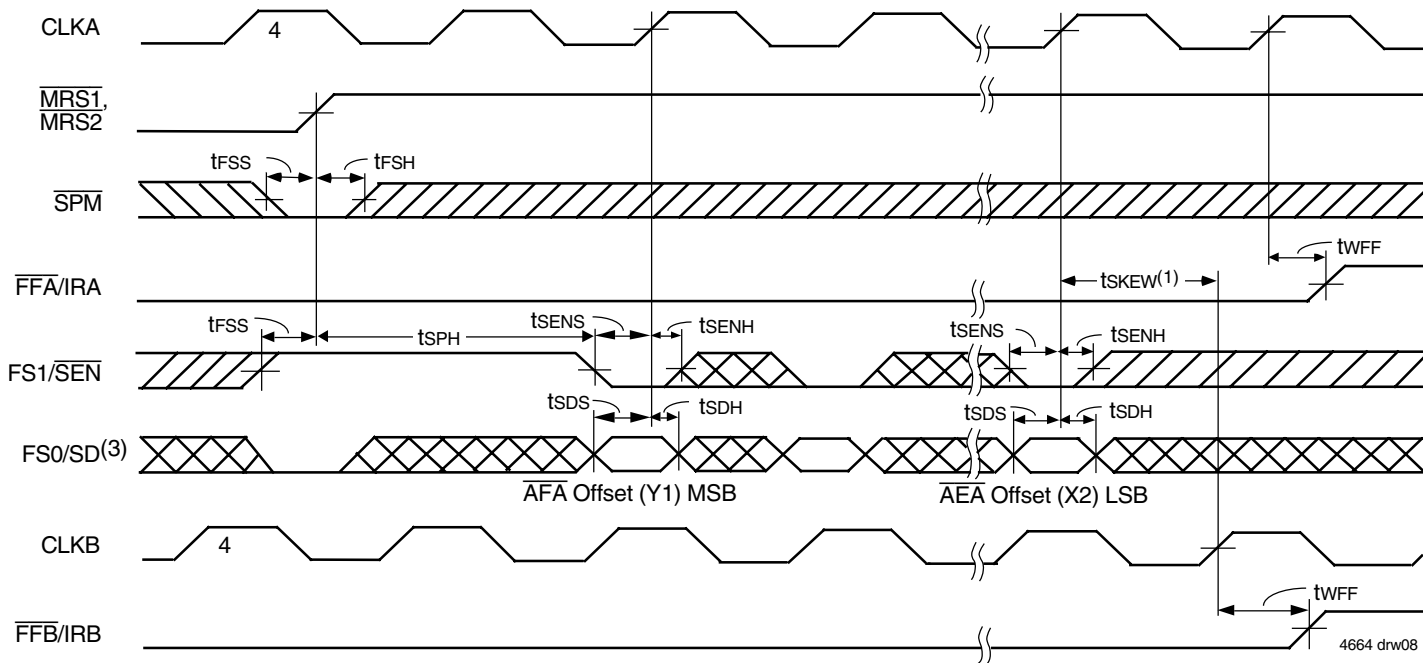 CLKA
4
MRS1,
MRS2
tFSS
tFSH
SPM
tWFF
FFA/IRA
tSKEW(1)
tFSS
tSPH
tSENS
tSENH
tSENS
tSENH
FS1/SEN
tSDS
tSDH
tSDS
tSDH
FS0/SD(3)
AFA Offset (Y1) MSB
AEA Offset (X2) LSB
CLKB
4
tWFF
FFB/IRB
4664 drw08